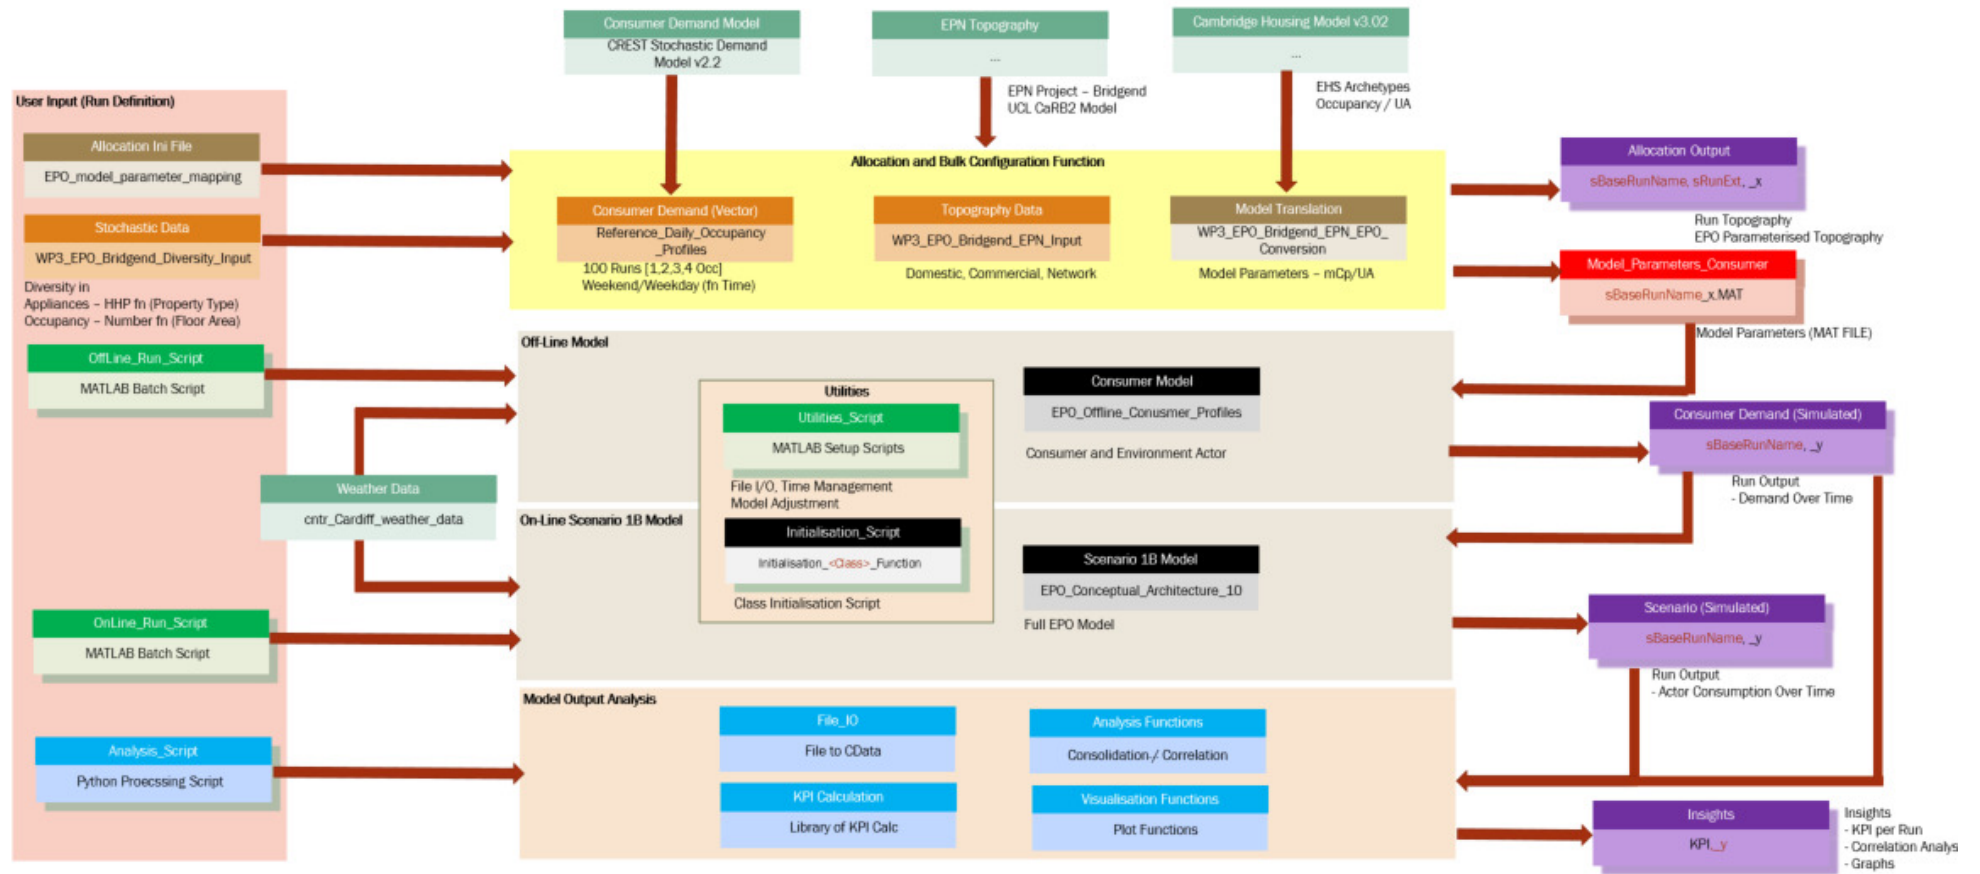 Consumer Demand Model
CREST Stochastic Demand
Model v2.2
EPN Topography
...
Cambridge Housing Model v3.02
...
EPN Project – Bridgend
UCL CaRB2 Model
EHS Archetypes
Occupancy / UA
User Input (Run Definition)
Allocation Ini File
EPO_model_parameter_mapping
Stochastic Data
WP3_EPO_Bridgend_Diversity_Input
Diversity in
Appliances – HHP fn (Property Type)
Occupancy – Number fn (Floor Area)
OffLine_Run_Script
MATLAB Batch Script
Weather Data
cntr_Cardiff_weather_data
OnLine_Run_Script
MATLAB Batch Script
Analysis_Script
Python Proecssing Script
Allocation and Bulk Configuration Function
Consumer Demand (Vector)
Reference_Daily_Occupancy
_Profiles
100 Runs [1,2,3,4 Occ]
Weekend/Weekday (fn Time)
Topography Data
WP3_EPO_Bridgend_EPN_Input
Domestic, Commercial, Network
Model Translation
WP3_EPO_Bridgend_EPN_EPO_
Conversion
Model Parameters – mCp/UA
Allocation Output
sBaseRunName, sRunExt, _x
Run Topography
EPO Parameterised Topography
Model_Parameters_Consumer
sBaseRunName_x.MAT
Model Parameters (MAT FILE)
Off-Line Model
Utilities
Utilities_Script
MATLAB Setup Scripts
File I/O, Time Management
Model Adjustment
Initialisation_Script
Initialisation_<Class>_Function
Class Initialisation Script
Consumer Model
EPO_Offline_Conusmer_Profiles
Consumer and Environment Actor
Consumer Demand (Simulated)
sBaseRunName, _y
Run Output
- Demand Over Time
On-Line Scenario 1B Model
Scenario 1B Model
EPO_Conceptual_Architecture_10
Full EPO Model
Scenario (Simulated)
sBaseRunName, _y
Run Output
- Actor Consumption Over Time
Model Output Analysis
File_IO
File to CData
Analysis Functions
Consolidation / Correlation
KPI Calculation
Library of KPI Calc
Visualisation Functions
Plot Functions
Insights
KPI,_y
Insights
- KPI per Run
- Correlation Analys
- Graphs